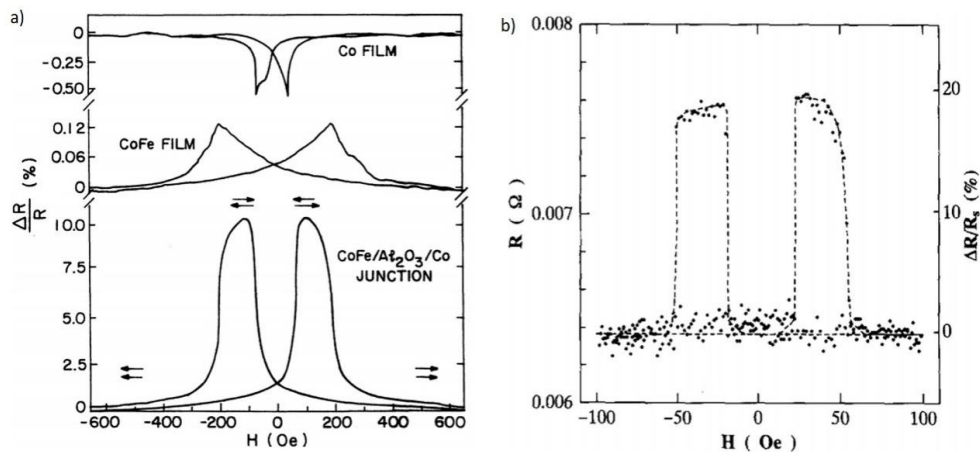 a)
0
-0.25
-0.50
Co FILM
0.12
0.06
0
CoFe FILM
ΔR/R (%)
10.0
7.5
5.0
2.5
0
CoFe/Al₂O₃/Co
JUNCTION
-600 -400 -200 0 200 400 600
H (Oe)
b)
0.008
0.007
0.006
R ( Ω )
20
10
0
ΔR/Rₛ (%)
-100 -50 0 50 100
H ( Oe )